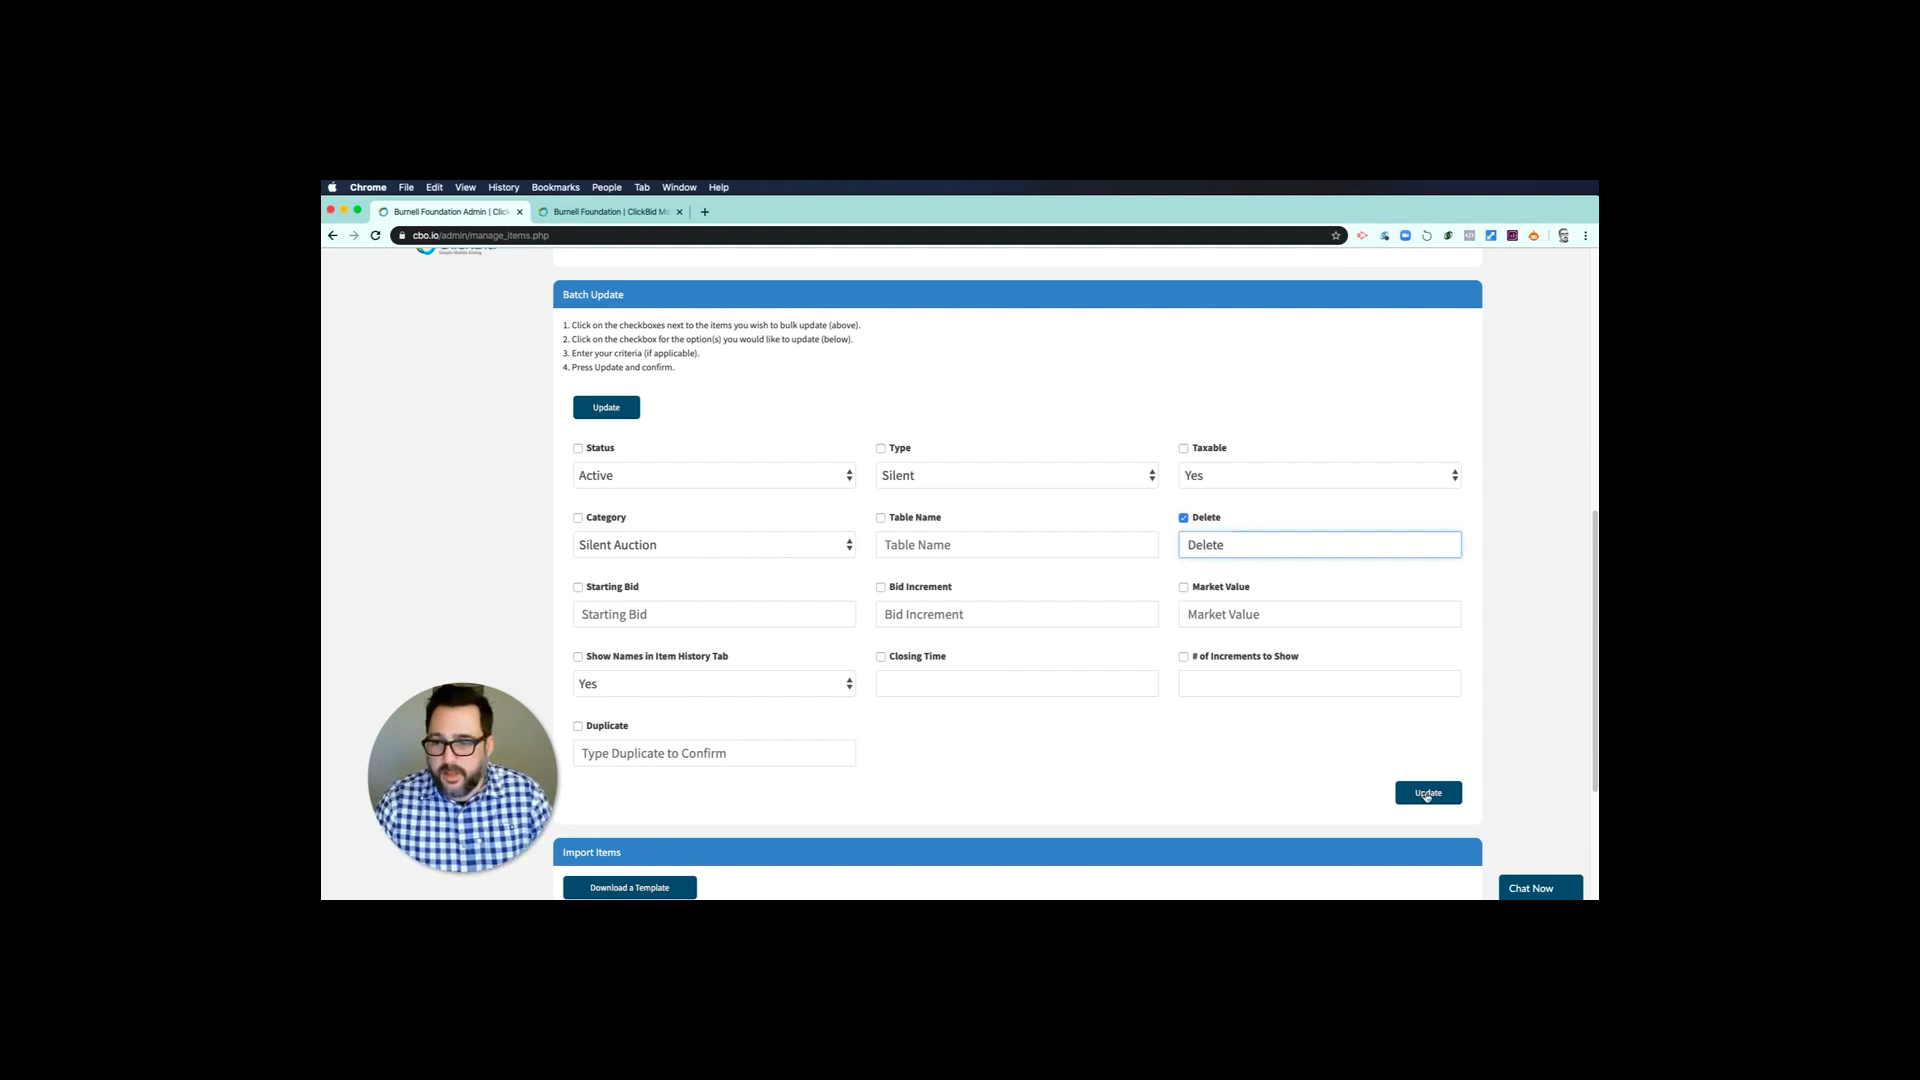 Chrome File Edit View History Bookmarks People Tab Window Help
Burnell Foundation Admin | Click Burnell Foundation | ClickBid Mo
cbo.io/admin/manage_items.php
Simple Mobile Giving
Batch Update
1. Click on the checkboxes next to the items you wish to bulk update (above).
2. Click on the checkbox for the option(s) you would like to update (below).
3. Enter your criteria (if applicable).
4. Press Update and confirm.
Update
Status Type Taxable
Active Silent Yes
Category Table Name Delete
Silent Auction Table Name Delete
Starting Bid Bid Increment Market Value
Starting Bid Bid Increment Market Value
Show Names in Item History Tab Closing Time # of Increments to Show
Yes
Duplicate
Type Duplicate to Confirm
Update
Import Items
Download a Template
Chat Now